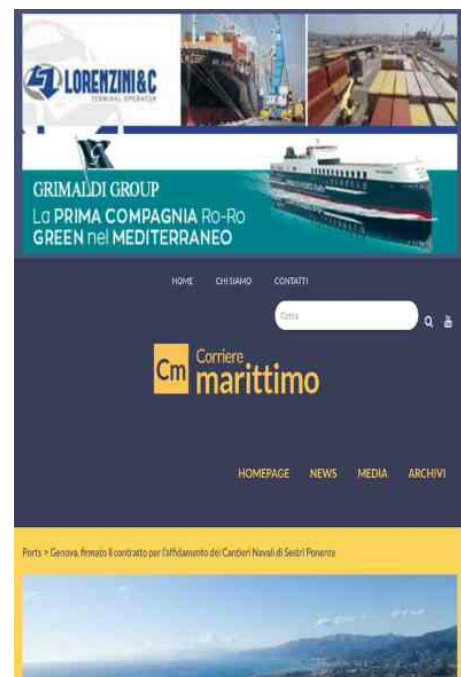 LORENZINI&C
TERMINAL OPERATOR
GRIMALDI GROUP
La PRIMA COMPAGNIA Ro-Ro
GREEN nel MEDITERRANEO
HOME CHI SIAMO CONTATTI
Cerca
Cm Corriere
marittimo
HOMEPAGE NEWS MEDIA ARCHIVI
Ports > Genova, firmato il contratto per l'affidamento dei Cantieri Navali di Sestri Ponente